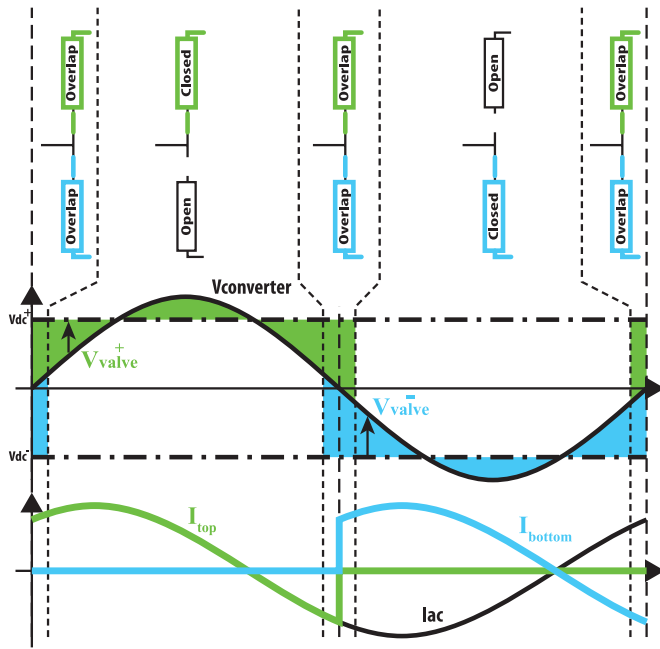 Overlap
Closed
Overlap
Open
Overlap
Overlap
Open
Overlap
Closed
Overlap
Vconverter
Vdc+
Vvalve+
Vvalve-
Vdc-
Itop
Ibottom
Iac